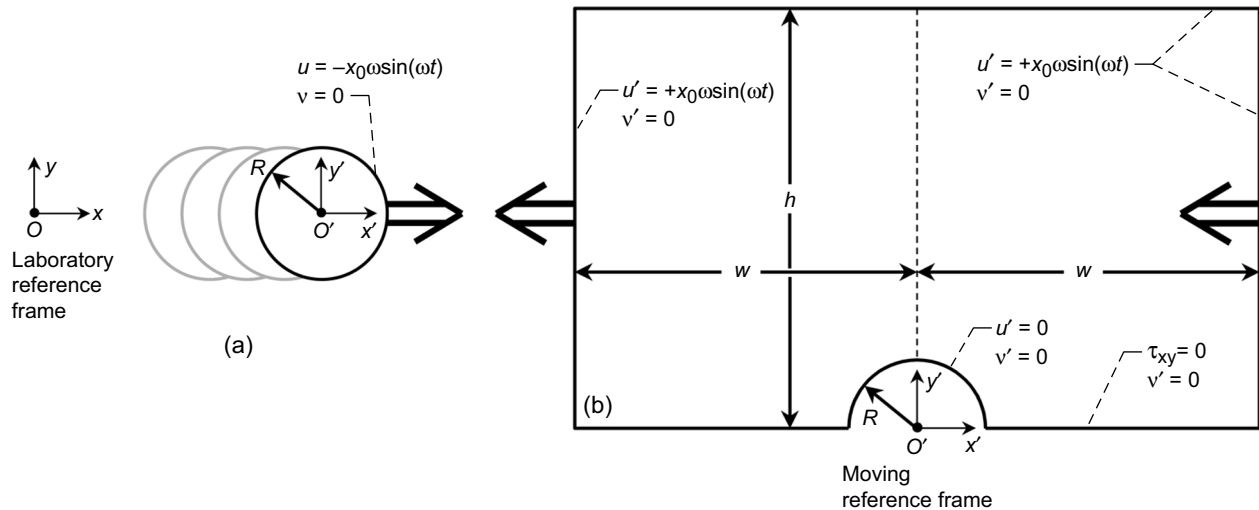 u = –x₀ωsin(ωt)
v = 0
R
y′
x′
O′
y
x
O
Laboratory
reference
frame
(a)
u′ = +x₀ωsin(ωt)
v′ = 0
u′ = +x₀ωsin(ωt)
v′ = 0
h
w
w
u′ = 0
v′ = 0
τxy = 0
v′ = 0
(b)
R
y′
x′
O′
Moving
reference frame